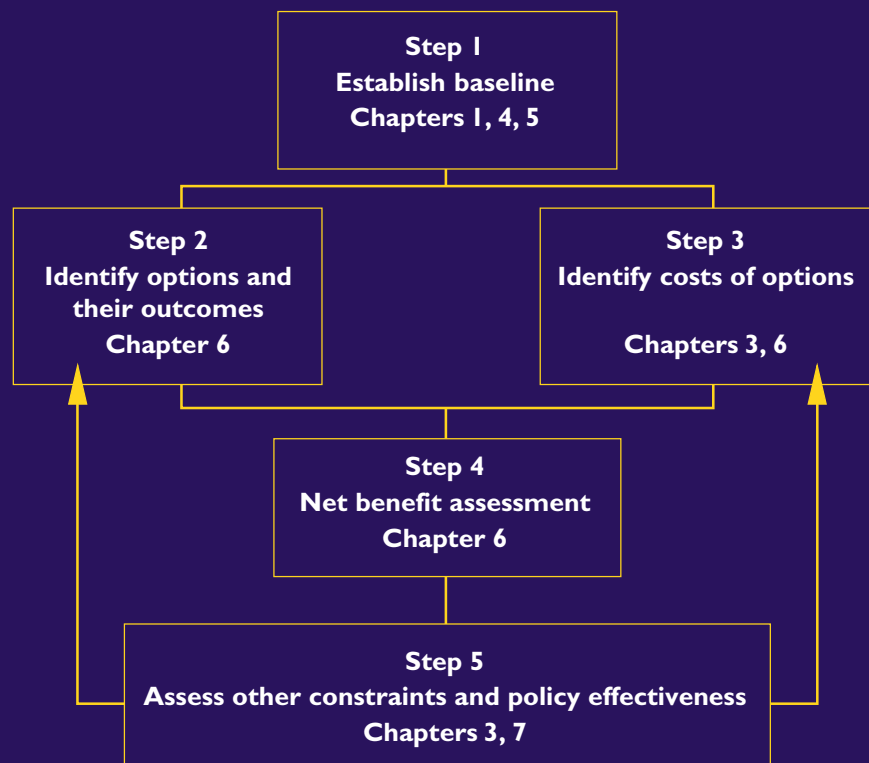 Step 1
Establish baseline
Chapters 1, 4, 5
Step 2
Identify options and
their outcomes
Chapter 6
Step 3
Identify costs of options
Chapters 3, 6
Step 4
Net benefit assessment
Chapter 6
Step 5
Assess other constraints and policy effectiveness
Chapters 3, 7